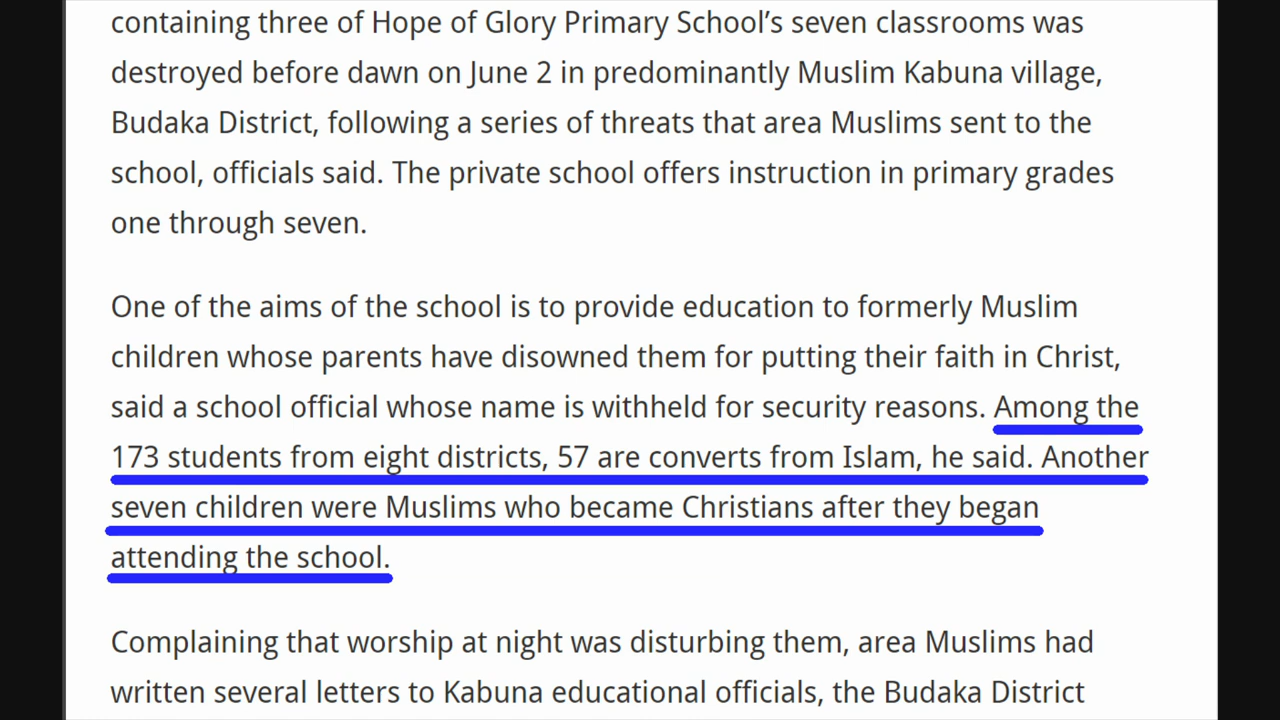 containing three of Hope of Glory Primary School’s seven classrooms was
destroyed before dawn on June 2 in predominantly Muslim Kabuna village,
Budaka District, following a series of threats that area Muslims sent to the
school, officials said. The private school offers instruction in primary grades
one through seven.
One of the aims of the school is to provide education to formerly Muslim
children whose parents have disowned them for putting their faith in Christ,
said a school official whose name is withheld for security reasons. Among the
173 students from eight districts, 57 are converts from Islam, he said. Another
seven children were Muslims who became Christians after they began
attending the school.
Complaining that worship at night was disturbing them, area Muslims had
written several letters to Kabuna educational officials, the Budaka District